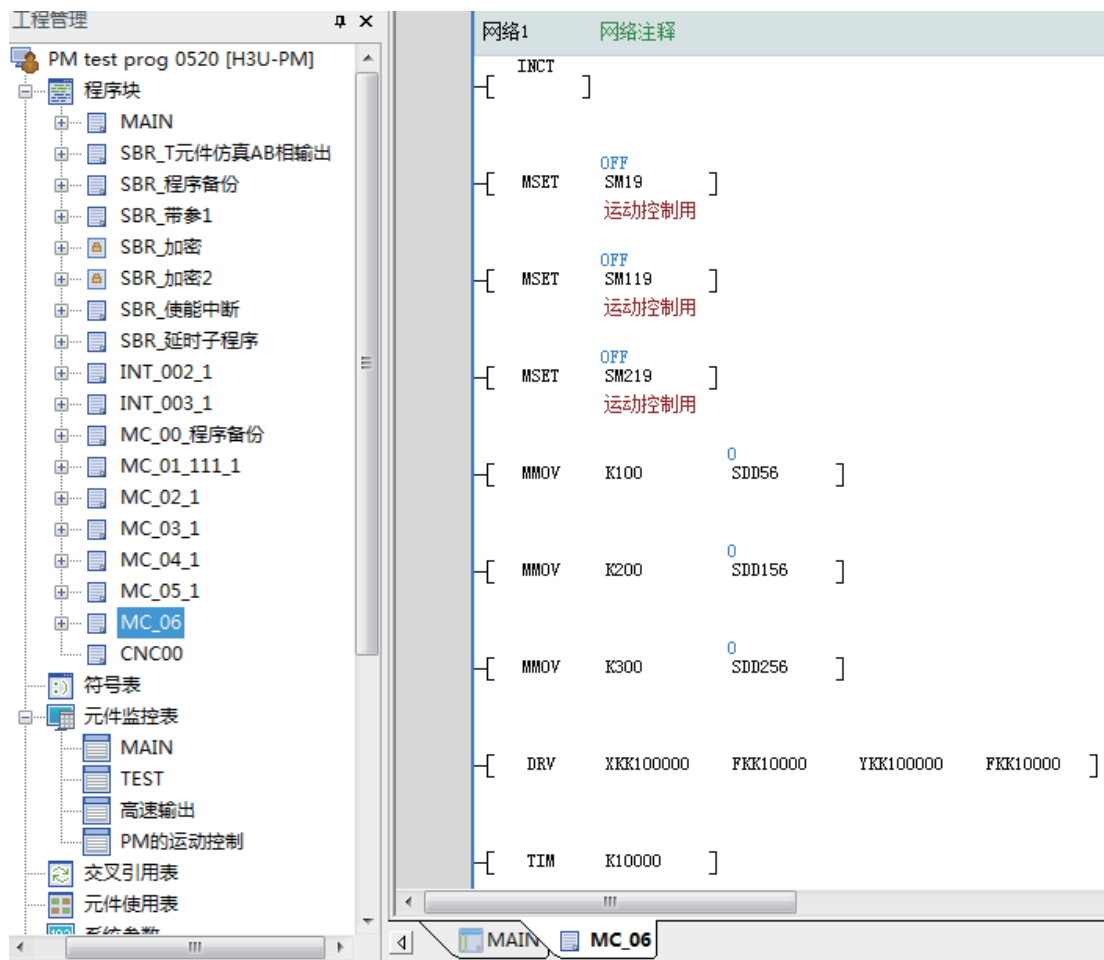 工程管理
PM test prog 0520 [H3U-PM]
程序块
MAIN
SBR_T元件仿真AB相输出
SBR_程序备份
SBR_带参1
SBR_加密
SBR_加密2
SBR_使能中断
SBR_延时子程序
INT_002_1
INT_003_1
MC_00_程序备份
MC_01_111_1
MC_02_1
MC_03_1
MC_04_1
MC_05_1
MC_06
CNC00
符号表
元件监控表
MAIN
TEST
高速输出
PM的运动控制
交叉引用表
元件使用表
系统参数
网络1 网络注释
INCT
OFF
MSET SM19
运动控制用
OFF
MSET SM119
运动控制用
OFF
MSET SM219
运动控制用
0
MMOV K100 SDD56
0
MMOV K200 SDD156
0
MMOV K300 SDD256
DRV XKK100000 FKK10000 YKK100000 FKK10000
TIM K10000
MAIN MC_06